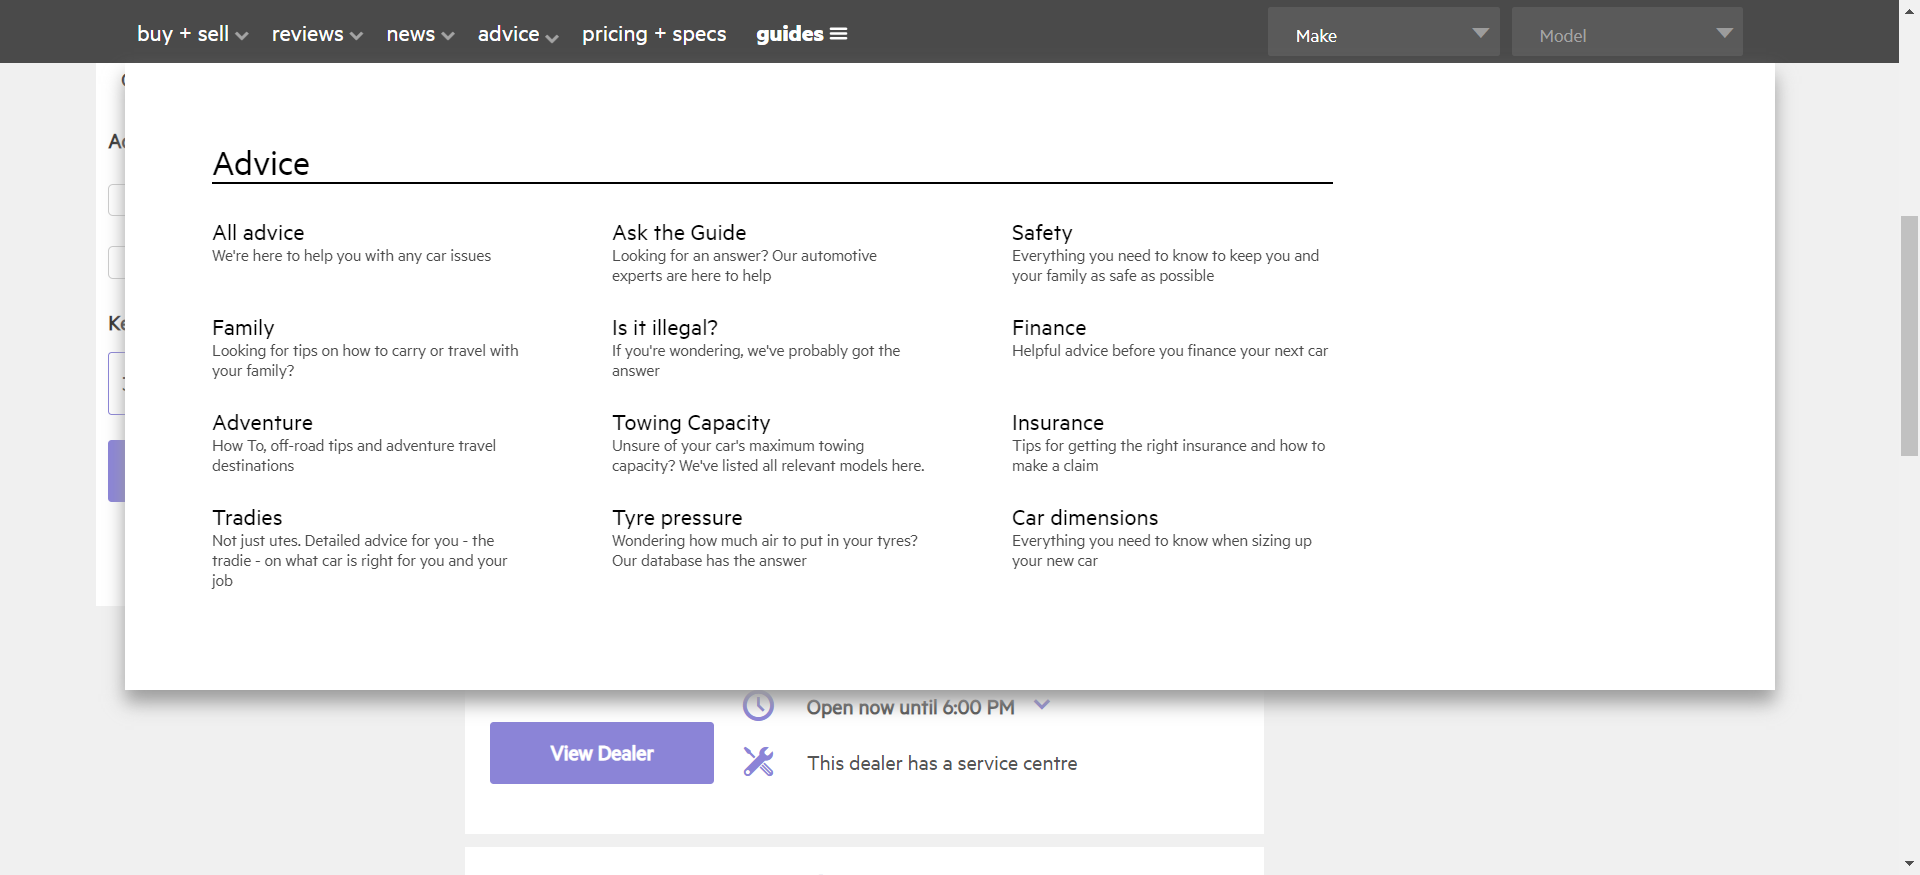 buy + sell reviews news advice pricing + specs guides Make Model
Advice
All advice
We're here to help you with any car issues
Ask the Guide
Looking for an answer? Our automotive
experts are here to help
Safety
Everything you need to know to keep you and
your family as safe as possible
Family
Looking for tips on how to carry or travel with
your family?
Is it illegal?
If you're wondering, we've probably got the
answer
Finance
Helpful advice before you finance your next car
Adventure
How To, off-road tips and adventure travel
destinations
Towing Capacity
Unsure of your car's maximum towing
capacity? We've listed all relevant models here.
Insurance
Tips for getting the right insurance and how to
make a claim
Tradies
Not just utes. Detailed advice for you - the
tradie - on what car is right for you and your
job
Tyre pressure
Wondering how much air to put in your tyres?
Our database has the answer
Car dimensions
Everything you need to know when sizing up
your new car
Open now until 6:00 PM
View Dealer
This dealer has a service centre